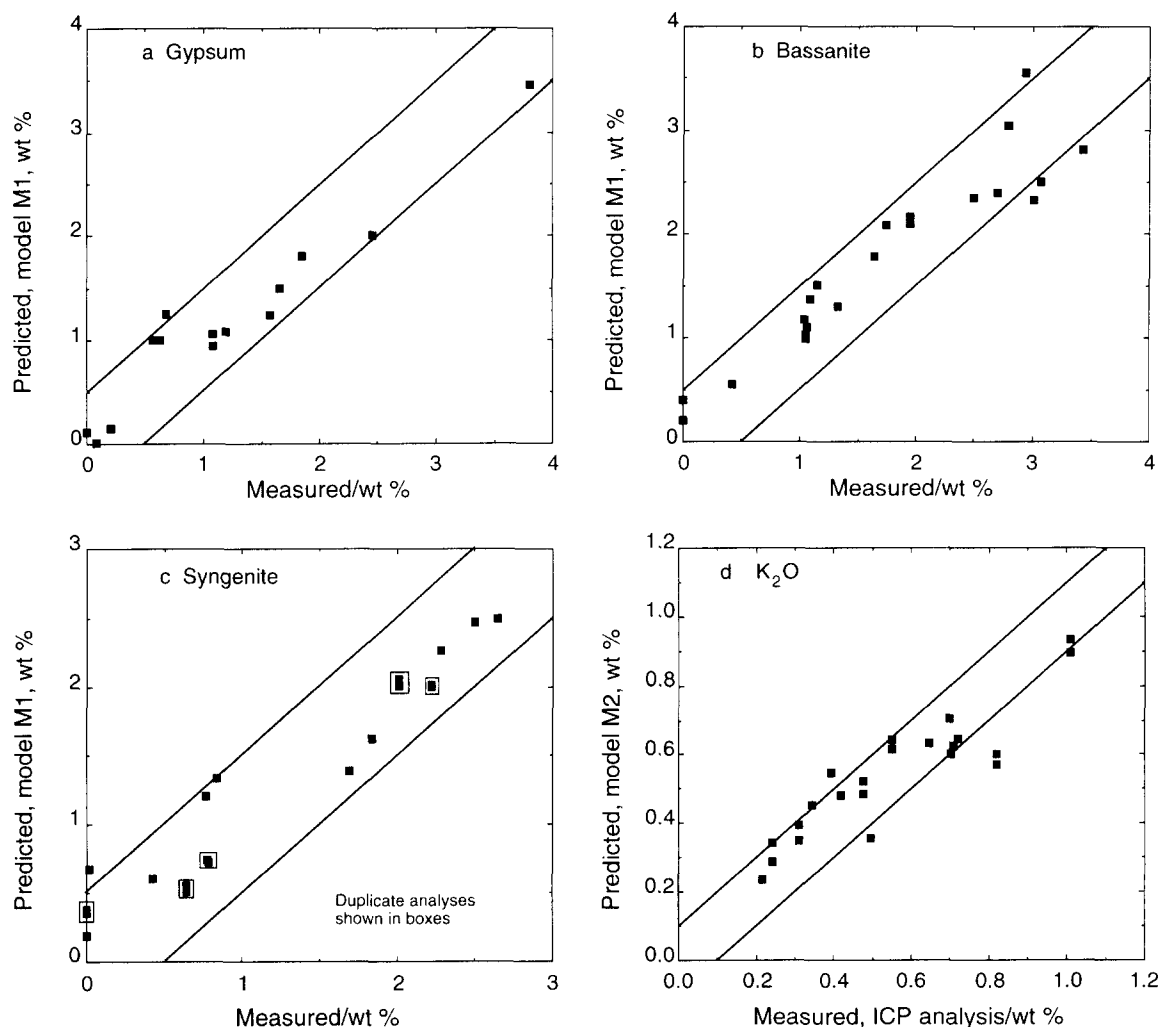 a Gypsum
Predicted, model M1, wt %
4
3
2
1
0
0 1 2 3 4
Measured/wt %
b Bassanite
Predicted, model M1, wt %
4
3
2
1
0
0 1 2 3 4
Measured/wt %
c Syngenite
Predicted, model M1, wt %
3
2
1
0
Duplicate analyses
shown in boxes
0 1 2 3
Measured/wt %
d K₂O
Predicted, model M2, wt %
1.2
1.0
0.8
0.6
0.4
0.2
0.0
0.0 0.2 0.4 0.6 0.8 1.0 1.2
Measured, ICP analysis/wt %